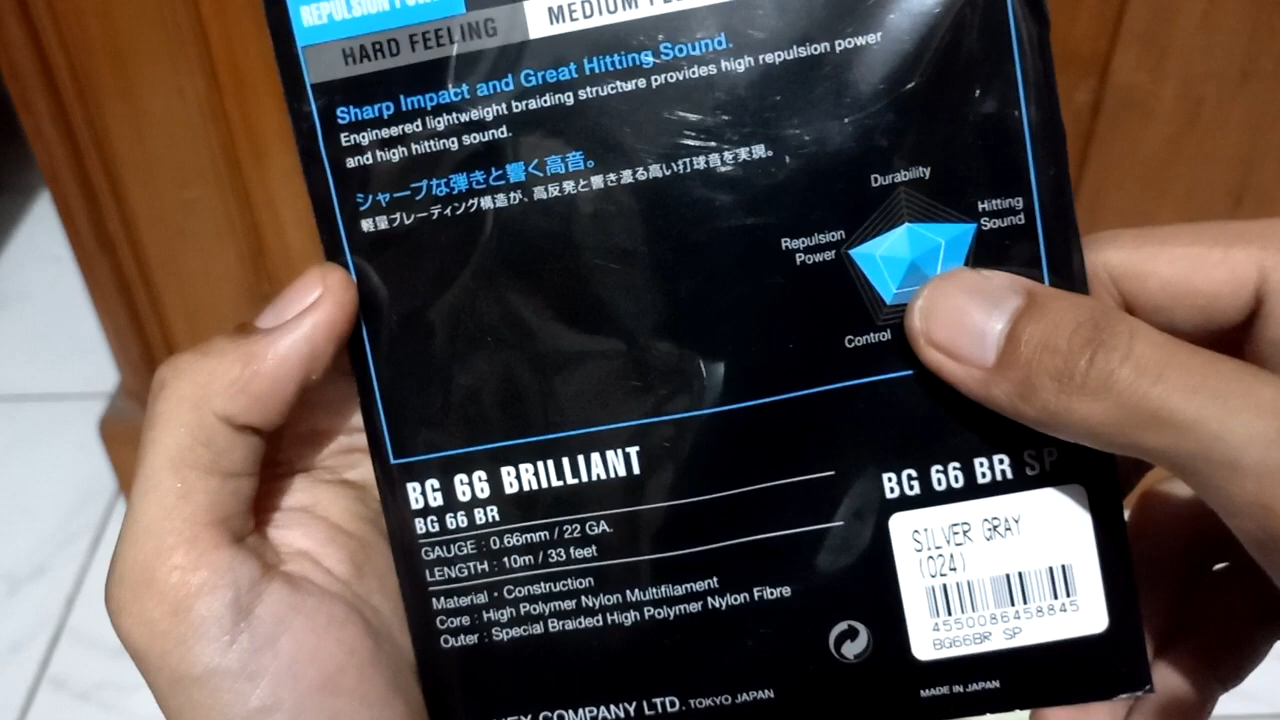 REPULSION
HARD FEELING
MEDIUM
Sharp Impact and Great Hitting Sound.
Engineered lightweight braiding structure provides high repulsion power
and high hitting sound.
シャープな弾きと響く高音。
軽量ブレーディング構造が、高反発と響き渡る高い打球音を実現。
Durability
Hitting
Sound
Repulsion
Power
Control
BG 66 BRILLIANT
BG 66 BR
GAUGE : 0.66mm / 22 GA.
LENGTH : 10m / 33 feet
Material・Construction
Core : High Polymer Nylon Multifilament
Outer : Special Braided High Polymer Nylon Fibre
BG 66 BR SP
SILVER GRAY
(024)
4550086458845
BG66BR SP
COMPANY LTD. TOKYO JAPAN
MADE IN JAPAN